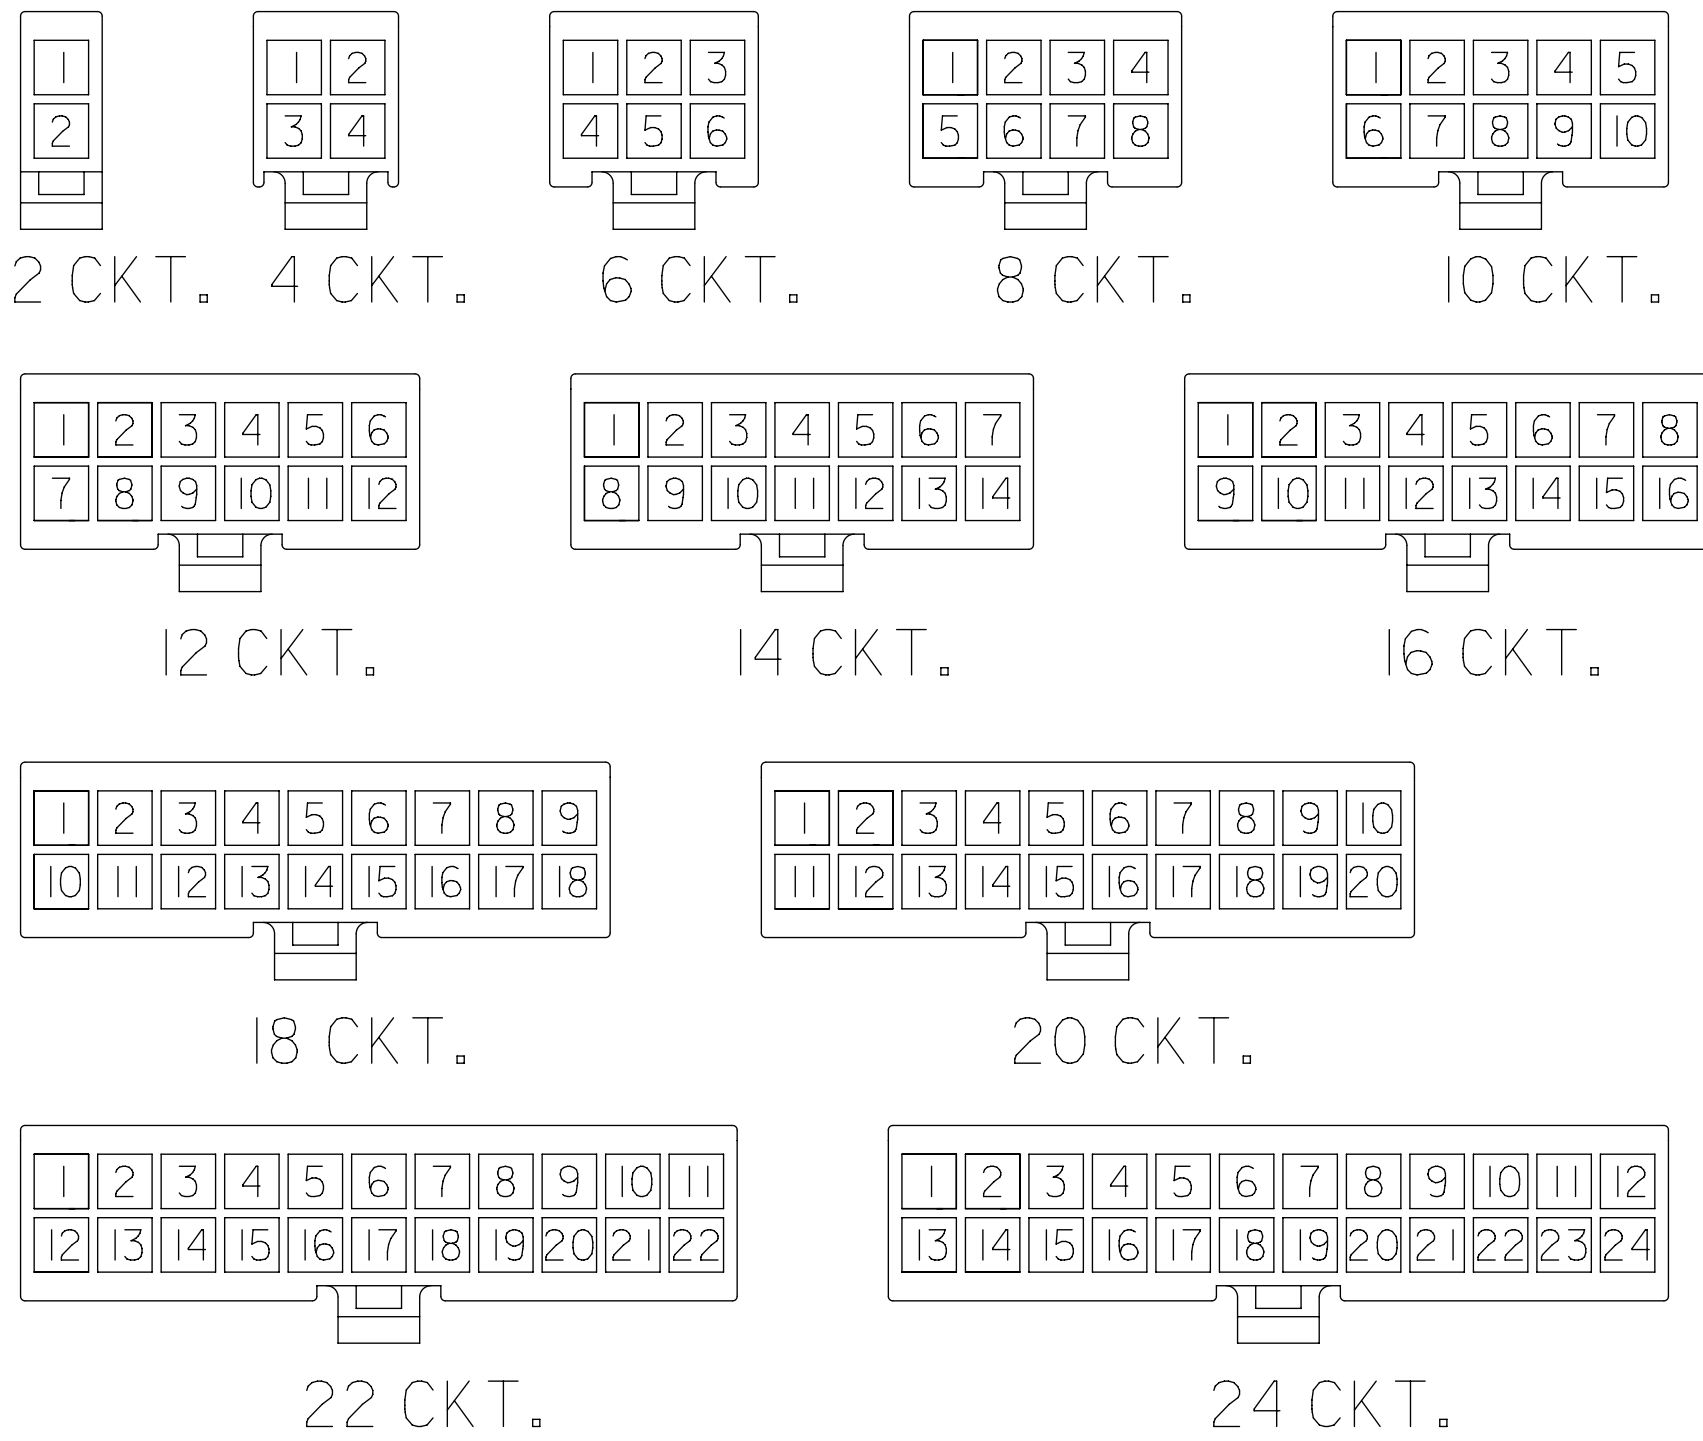 1 1 2 1 2 3 1 2 3 4 1 2 3 4 5
2 3 4 4 5 6 5 6 7 8 6 7 8 9 10
2 CKT. 4 CKT. 6 CKT. 8 CKT. 10 CKT.
1 2 3 4 5 6 1 2 3 4 5 6 7 1 2 3 4 5 6 7 8
7 8 9 10 11 12 8 9 10 11 12 13 14 9 10 11 12 13 14 15 16
12 CKT. 14 CKT. 16 CKT.
1 2 3 4 5 6 7 8 9 1 2 3 4 5 6 7 8 9 10
10 11 12 13 14 15 16 17 18 11 12 13 14 15 16 17 18 19 20
18 CKT. 20 CKT.
1 2 3 4 5 6 7 8 9 10 11 1 2 3 4 5 6 7 8 9 10 11 12
12 13 14 15 16 17 18 19 20 21 22 13 14 15 16 17 18 19 20 21 22 23 24
22 CKT. 24 CKT.